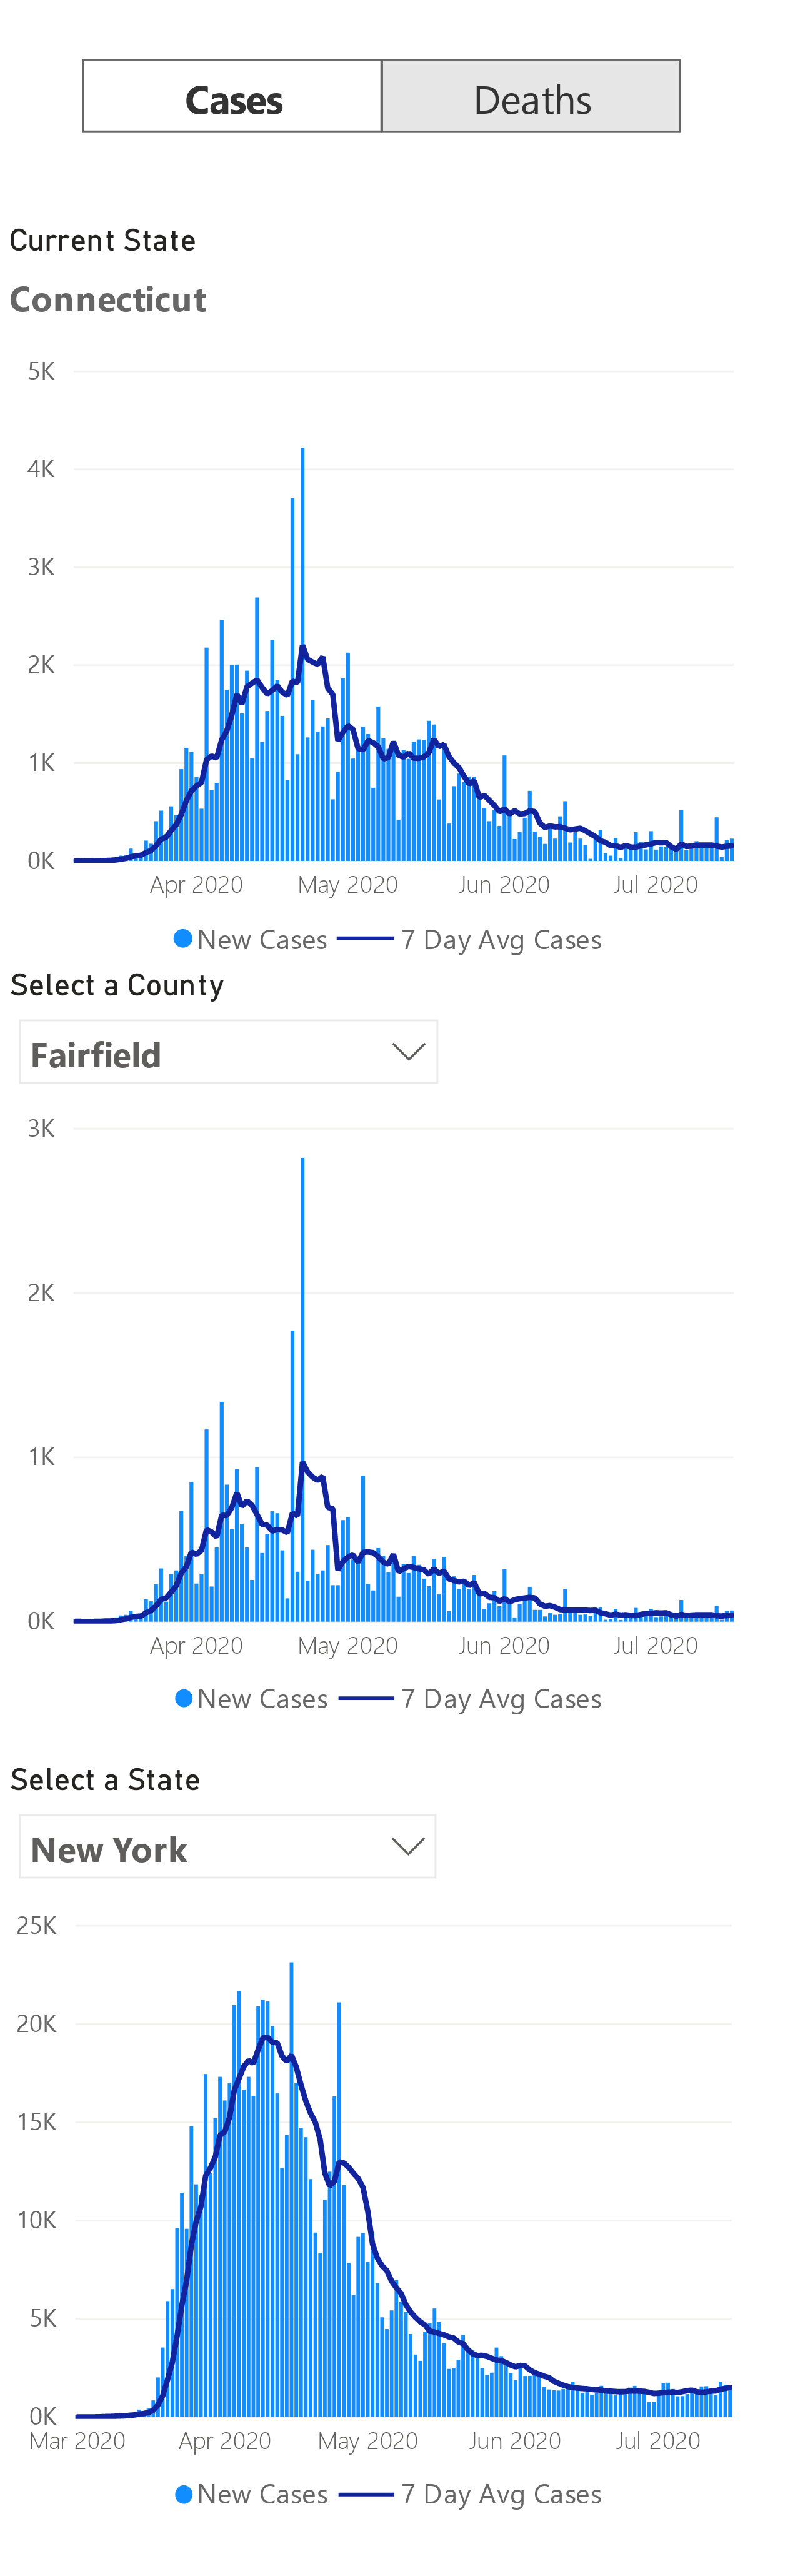 Cases Deaths
Current State
Connecticut
5K
4K
3K
2K
1K
0K
Apr 2020 May 2020 Jun 2020 Jul 2020
New Cases 7 Day Avg Cases
Select a County
Fairfield
3K
2K
1K
0K
Apr 2020 May 2020 Jun 2020 Jul 2020
New Cases 7 Day Avg Cases
Select a State
New York
25K
20K
15K
10K
5K
0K
Mar 2020 Apr 2020 May 2020 Jun 2020 Jul 2020
New Cases 7 Day Avg Cases